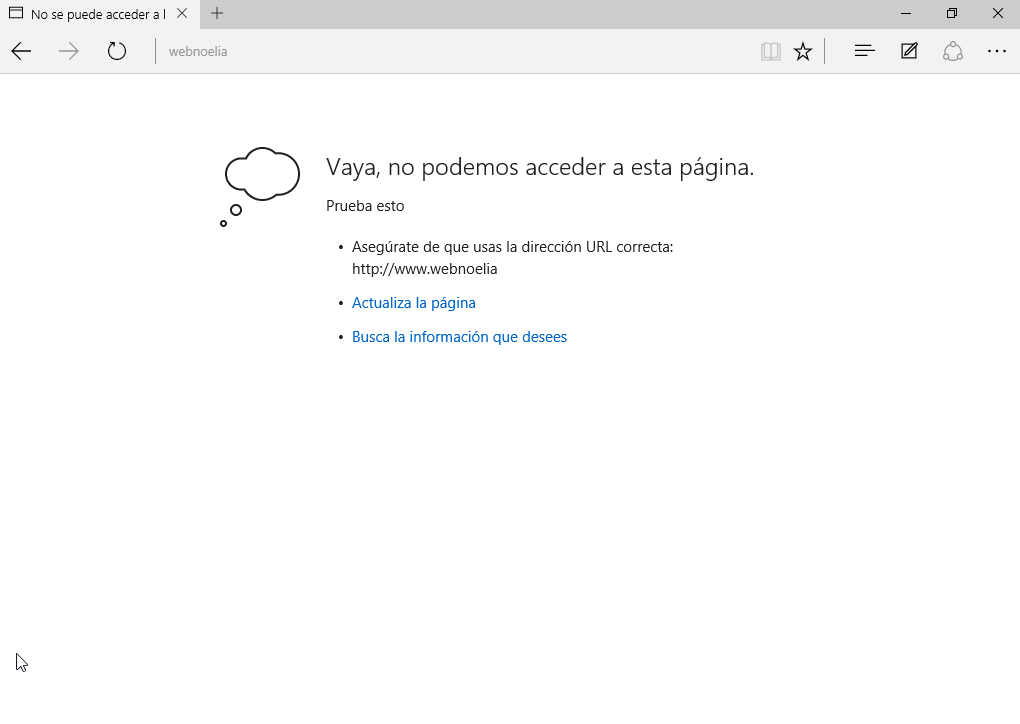 No se puede acceder a l
webnoelia
Vaya, no podemos acceder a esta página.
Prueba esto
• Asegúrate de que usas la dirección URL correcta:
http://www.webnoelia
• Actualiza la página
• Busca la información que desees